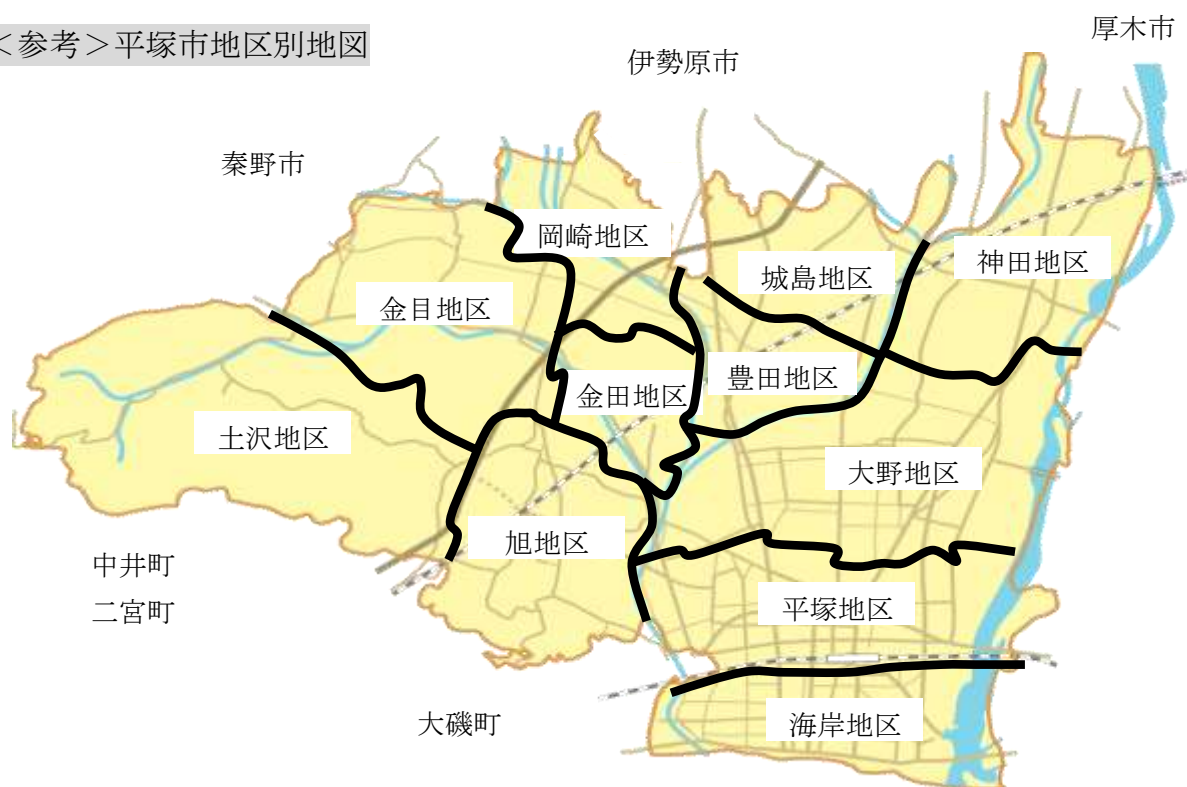 ＜参考＞平塚市地区別地図
厚木市
伊勢原市
秦野市
岡崎地区
神田地区
城島地区
金目地区
豊田地区
金田地区
土沢地区
大野地区
旭地区
中井町
二宮町
平塚地区
大磯町
海岸地区